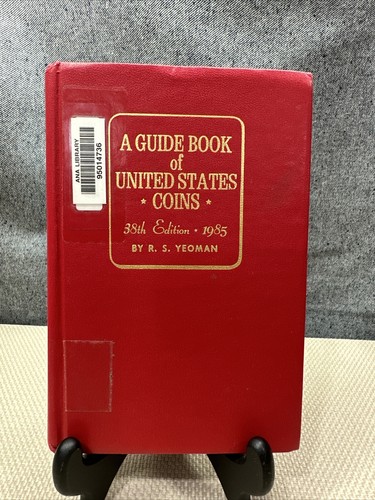 ANA LIBRARY
95014736
A GUIDE BOOK
of
UNITED STATES
★ COINS ★
38th Edition • 1985
BY R. S. YEOMAN